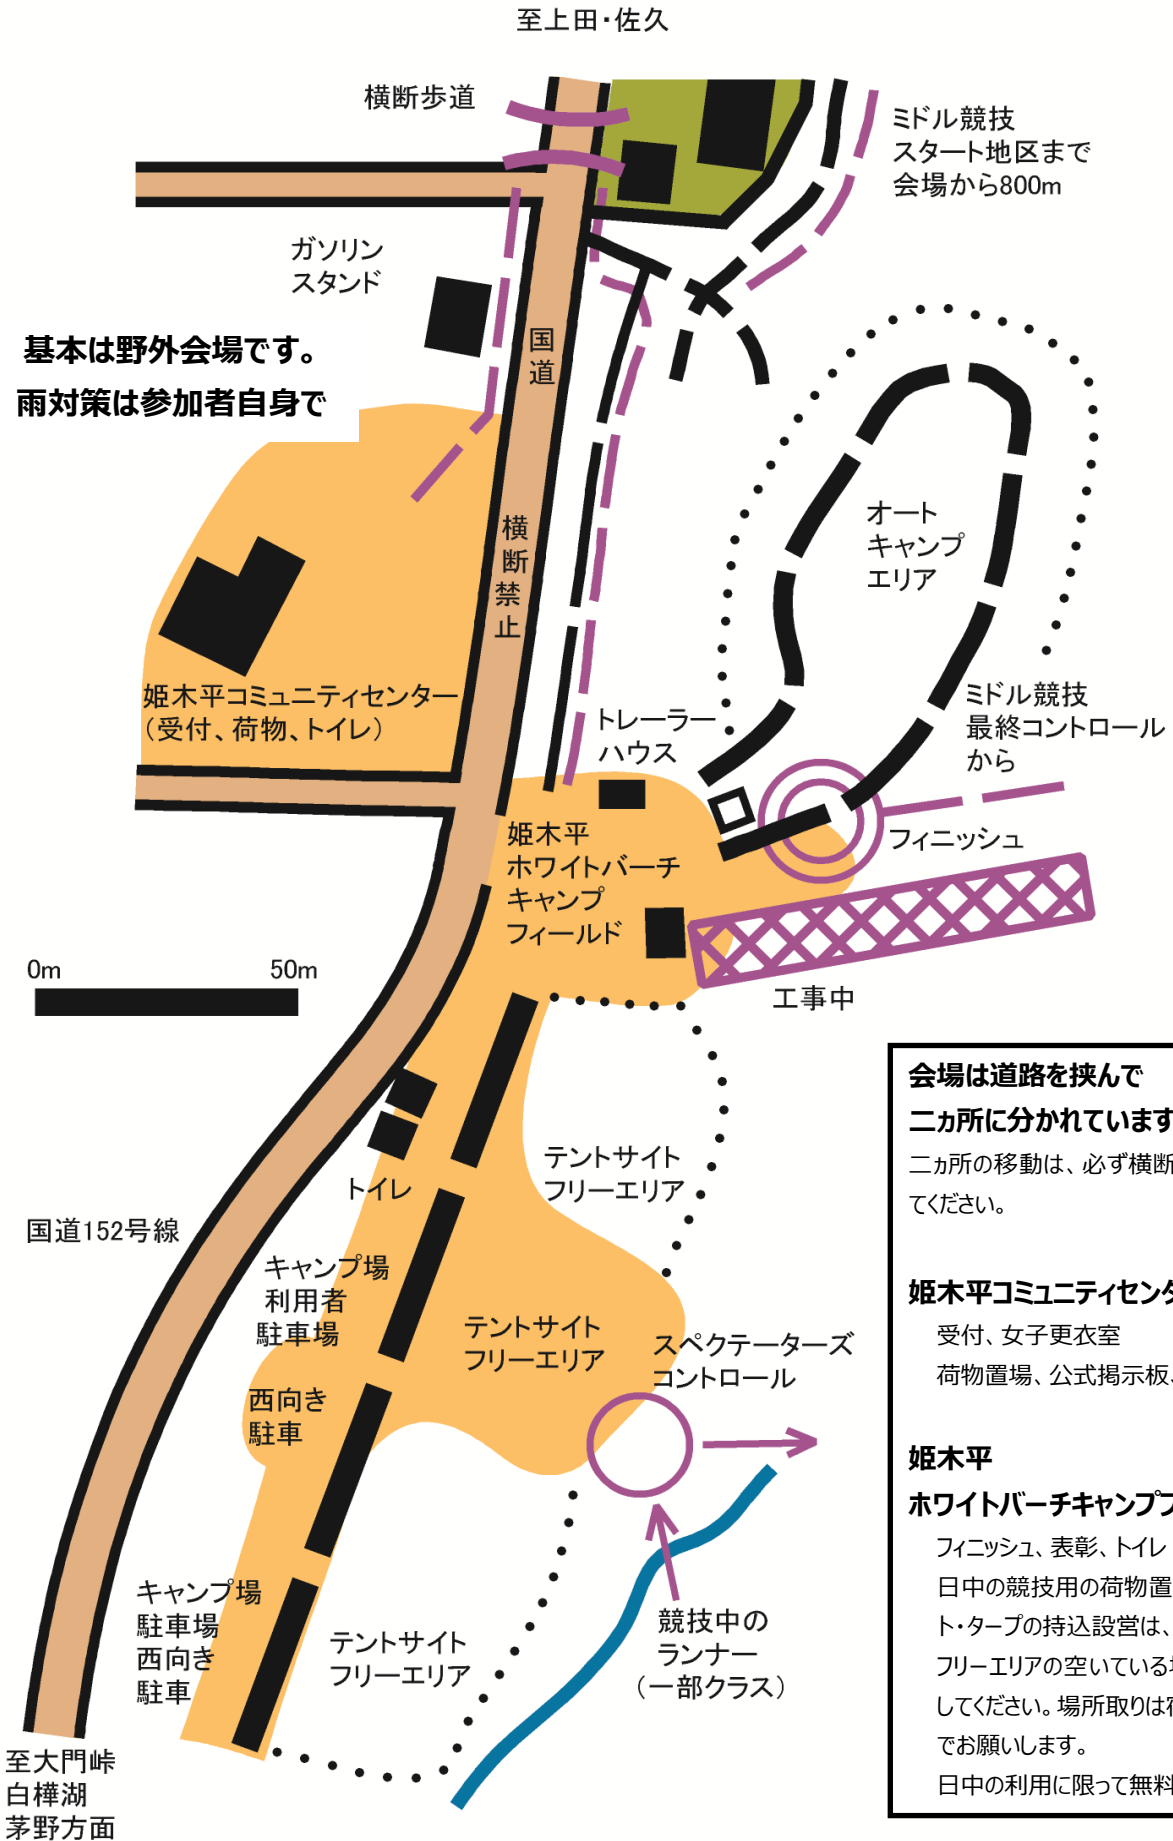 至上田・佐久
横断歩道
ミドル競技
スタート地区まで
会場から800m
ガソリン
スタンド
国道
基本は野外会場です。
雨対策は参加者自身で
横断禁止
オート
キャンプ
エリア
姫木平コミュニティセンター
（受付、荷物、トイレ）
トレーラー
ハウス
ミドル競技
最終コントロール
から
フィニッシュ
姫木平
ホワイトバーチ
キャンプ
フィールド
0m 50m
工事中
トイレ
テントサイト
フリーエリア
国道152号線
キャンプ場
利用者
駐車場
テントサイト
フリーエリア
スペクテーターズ
コントロール
西向き
駐車
キャンプ場
駐車場
西向き
駐車
テントサイト
フリーエリア
競技中の
ランナー
（一部クラス）
至大門峠
白樺湖
茅野方面
会場は道路を挟んで
二ヵ所に分かれています
二ヵ所の移動は、必ず横断
てください。
姫木平コミュニティセンタ
受付、女子更衣室
荷物置場、公式掲示板、
姫木平
ホワイトバーチキャンプフ
フィニッシュ、表彰、トイレ
日中の競技用の荷物置
ト・タープの持込設営は、
フリーエリアの空いている
してください。場所取りは
でお願いします。
日中の利用に限って無料